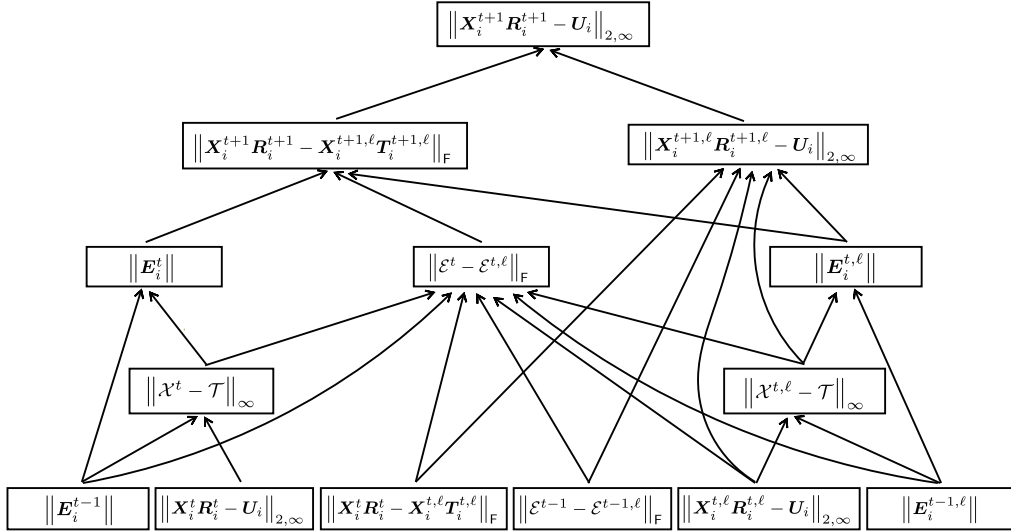 ‖X_i^{t+1} R_i^{t+1} − U_i‖_{2,∞}
‖X_i^{t+1} R_i^{t+1} − X_i^{t+1,ℓ} T_i^{t+1,ℓ}‖_F
‖X_i^{t+1,ℓ} R_i^{t+1,ℓ} − U_i‖_{2,∞}
‖E_i^t‖
‖ℰ^t − ℰ^{t,ℓ}‖_F
‖E_i^{t,ℓ}‖
‖𝒳^t − 𝒯‖_∞
‖𝒳^{t,ℓ} − 𝒯‖_∞
‖E_i^{t−1}‖
‖X_i^t R_i^t − U_i‖_{2,∞}
‖X_i^t R_i^t − X_i^{t,ℓ} T_i^{t,ℓ}‖_F
‖ℰ^{t−1} − ℰ^{t−1,ℓ}‖_F
‖X_i^{t,ℓ} R_i^{t,ℓ} − U_i‖_{2,∞}
‖E_i^{t−1,ℓ}‖